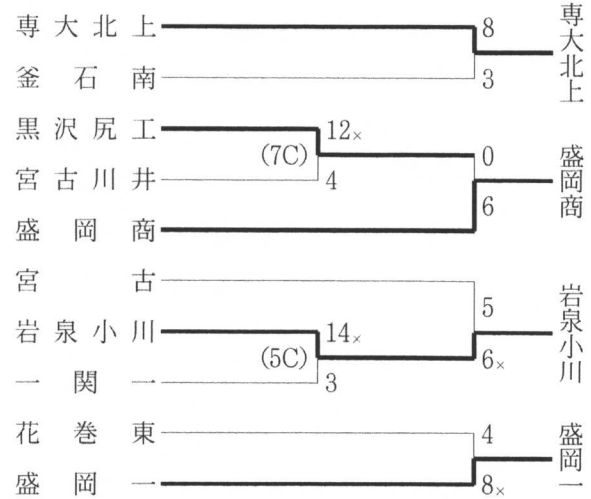 専大北上
釜石南
黒沢尻工
宮古川井
盛岡商
宮古
岩泉小川
一関一
花巻東
盛岡一
12×
(7C)
4
14×
(5C)
3
8
3
0
6
5
6×
4
8×
専大北上
盛岡商
岩泉小川
盛岡一